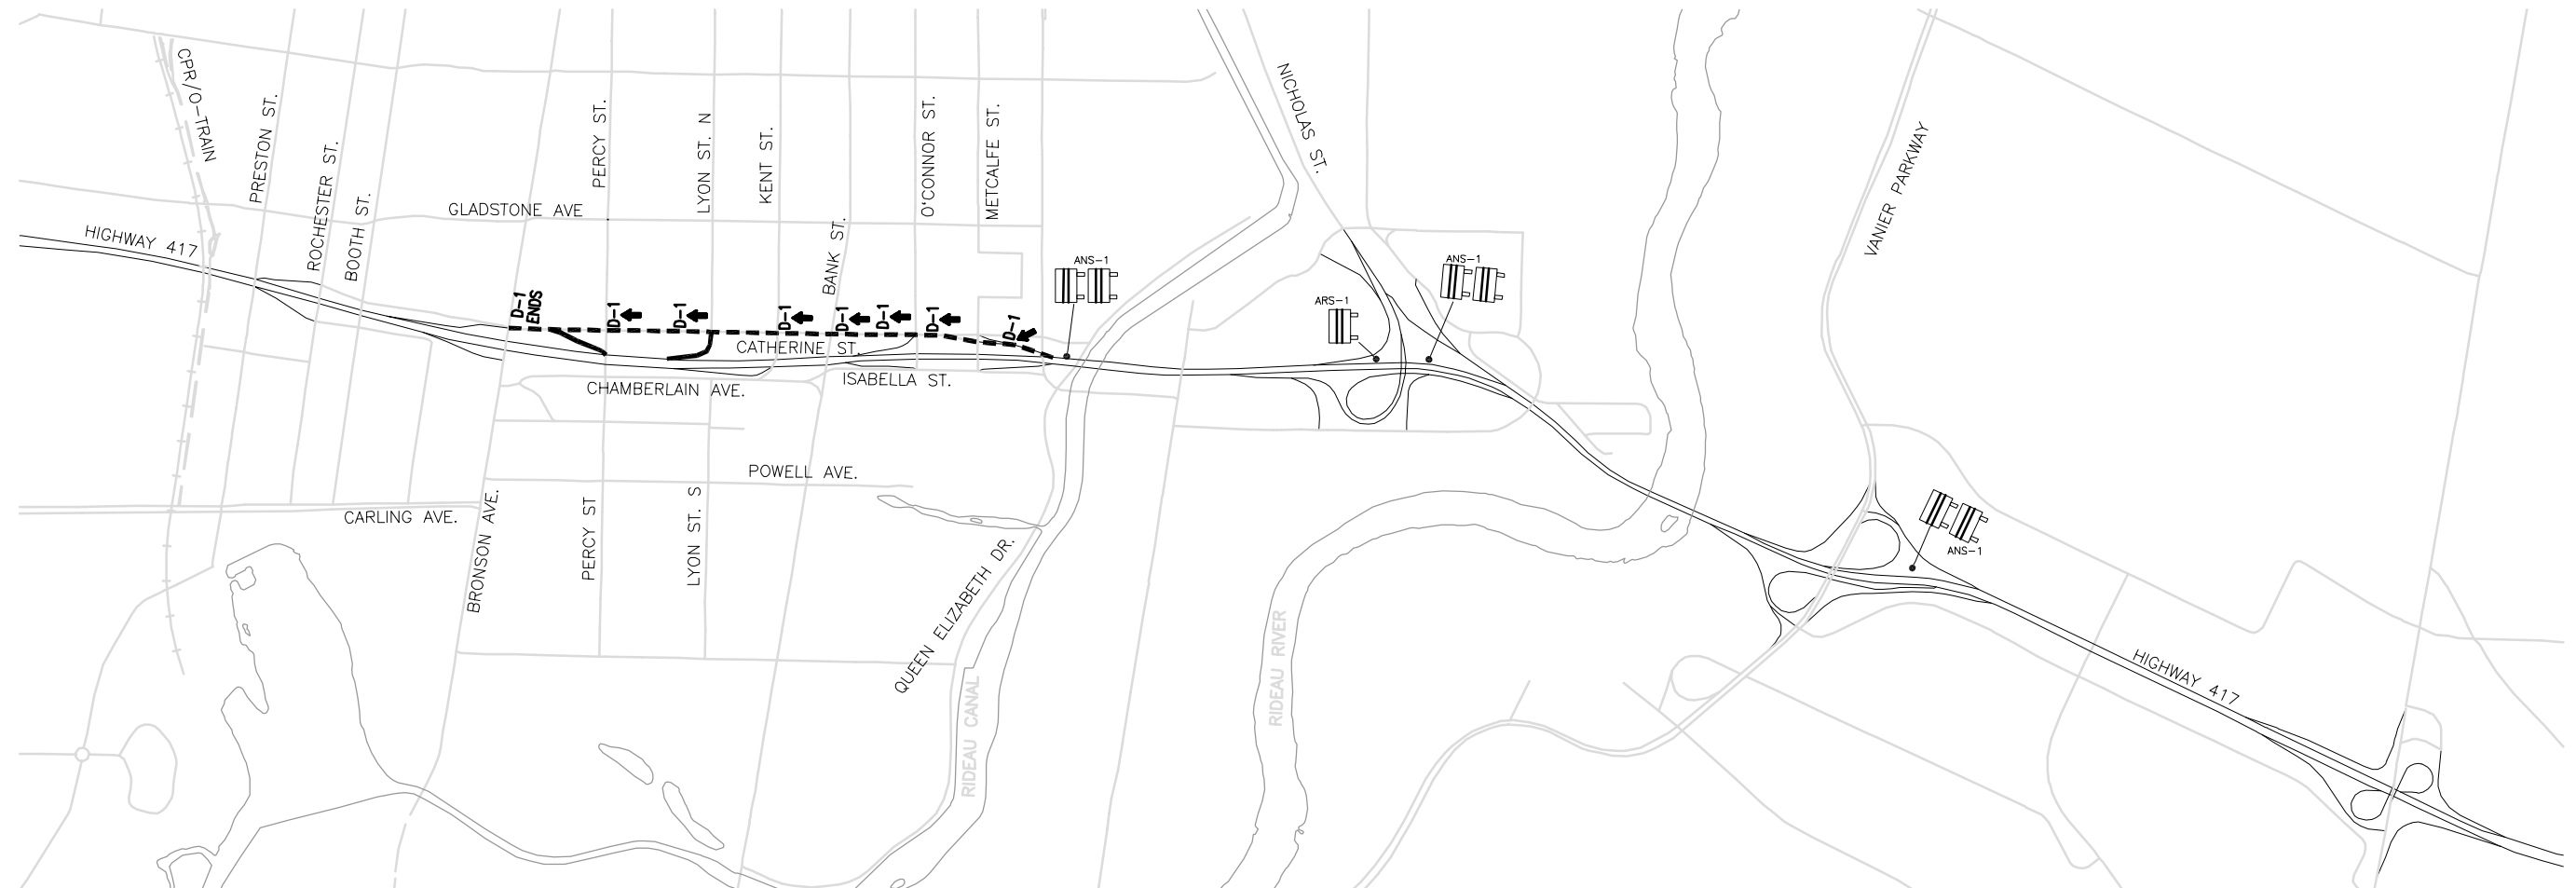 CPR/O-TRAIN
PRESTON ST.
ROCHESTER ST.
BOOTH ST.
PERCY ST.
LYON ST. N
KENT ST.
BANK ST.
O'CONNOR ST.
METCALFE ST.
NICHOLAS ST.
VANIER PARKWAY
GLADSTONE AVE
HIGHWAY 417
D-1
ENDS
D-1
D-1
D-1
D-1
D-1
D-1
D-1
ANS-1
ARS-1
ANS-1
CATHERINE ST.
ISABELLA ST.
CHAMBERLAIN AVE.
POWELL AVE.
CARLING AVE.
BRONSON AVE.
PERCY ST
LYON ST. S
QUEEN ELIZABETH DR.
RIDEAU CANAL
RIDEAU RIVER
ANS-1
HIGHWAY 417